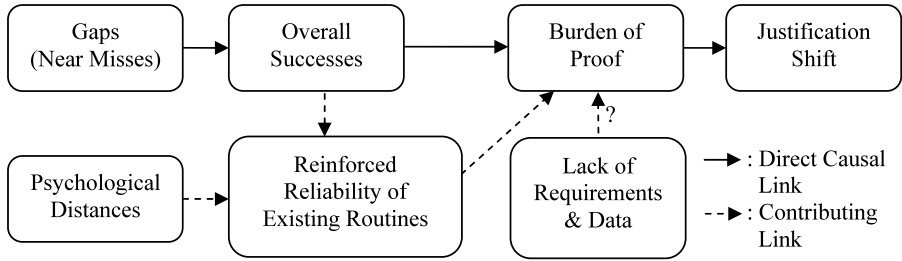 Gaps
(Near Misses)
Overall
Successes
Burden of
Proof
Justification
Shift
Psychological
Distances
Reinforced
Reliability of
Existing Routines
?
Lack of
Requirements
& Data
: Direct Causal
Link
: Contributing
Link